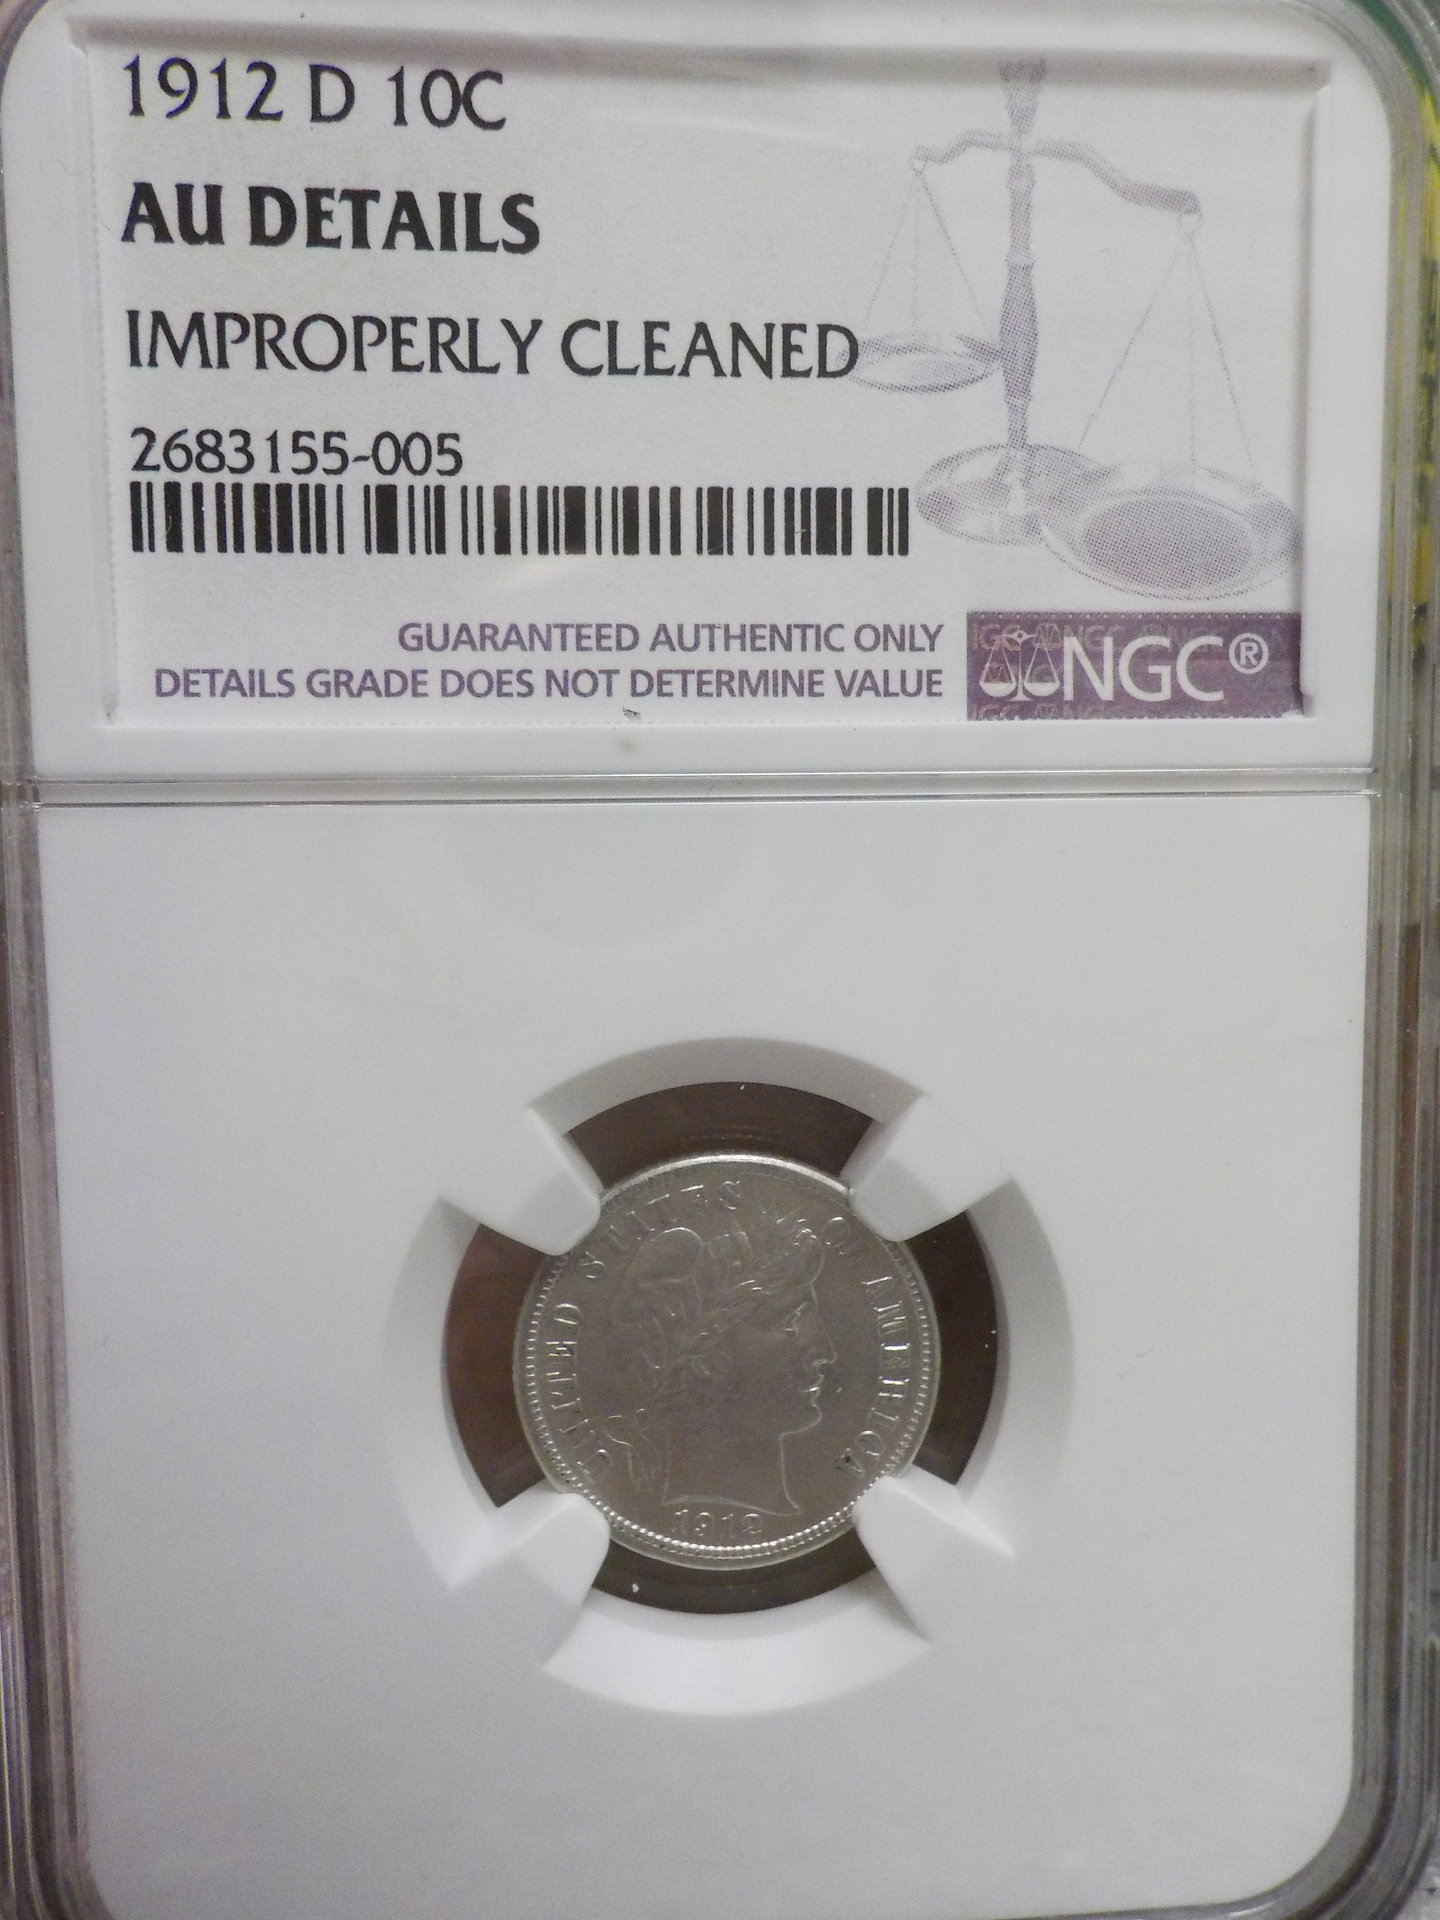 1912 D 10C
AU DETAILS
IMPROPERLY CLEANED
2683155-005
GUARANTEED AUTHENTIC ONLY
DETAILS GRADE DOES NOT DETERMINE VALUE
NGC®
UNITED STATES OF AMERICA
1912